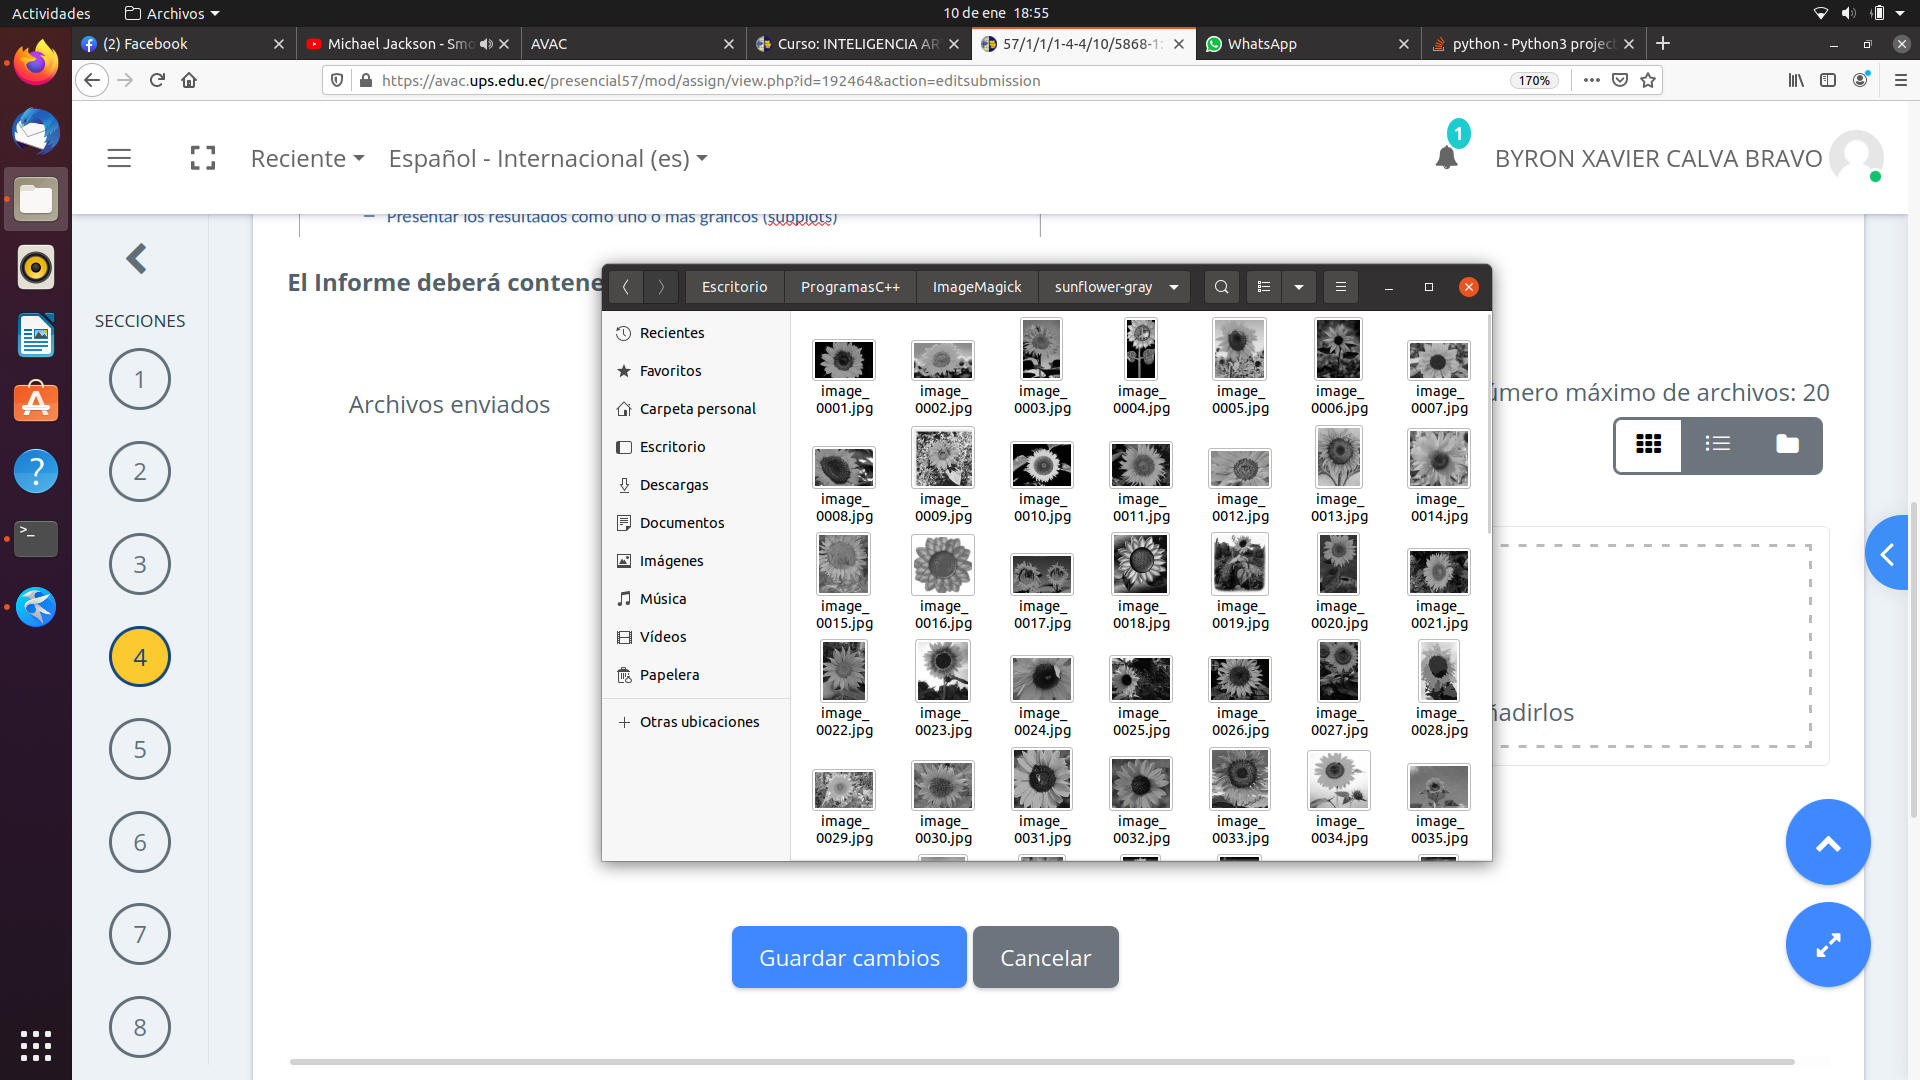 Actividades
Archivos
10 de ene 18:55
(2) Facebook
Michael Jackson - Smo
AVAC
Curso: INTELIGENCIA AR
57/1/1/1-4-4/10/5868-1
WhatsApp
python - Python3 project
https://avac.ups.edu.ec/presencial57/mod/assign/view.php?id=192464&action=editsubmission
170%
Reciente
Español - Internacional (es)
1
BYRON XAVIER CALVA BRAVO
– Presentar los resultados como uno o más gráficos (subplots)
El Informe deberá contene
SECCIONES
1
2
3
4
5
6
7
8
Archivos enviados
úmero máximo de archivos: 20
ñadirlos
Escritorio
ProgramasC++
ImageMagick
sunflower-gray
Recientes
Favoritos
Carpeta personal
Escritorio
Descargas
Documentos
Imágenes
Música
Vídeos
Papelera
Otras ubicaciones
image_0001.jpg
image_0002.jpg
image_0003.jpg
image_0004.jpg
image_0005.jpg
image_0006.jpg
image_0007.jpg
image_0008.jpg
image_0009.jpg
image_0010.jpg
image_0011.jpg
image_0012.jpg
image_0013.jpg
image_0014.jpg
image_0015.jpg
image_0016.jpg
image_0017.jpg
image_0018.jpg
image_0019.jpg
image_0020.jpg
image_0021.jpg
image_0022.jpg
image_0023.jpg
image_0024.jpg
image_0025.jpg
image_0026.jpg
image_0027.jpg
image_0028.jpg
image_0029.jpg
image_0030.jpg
image_0031.jpg
image_0032.jpg
image_0033.jpg
image_0034.jpg
image_0035.jpg
Guardar cambios
Cancelar